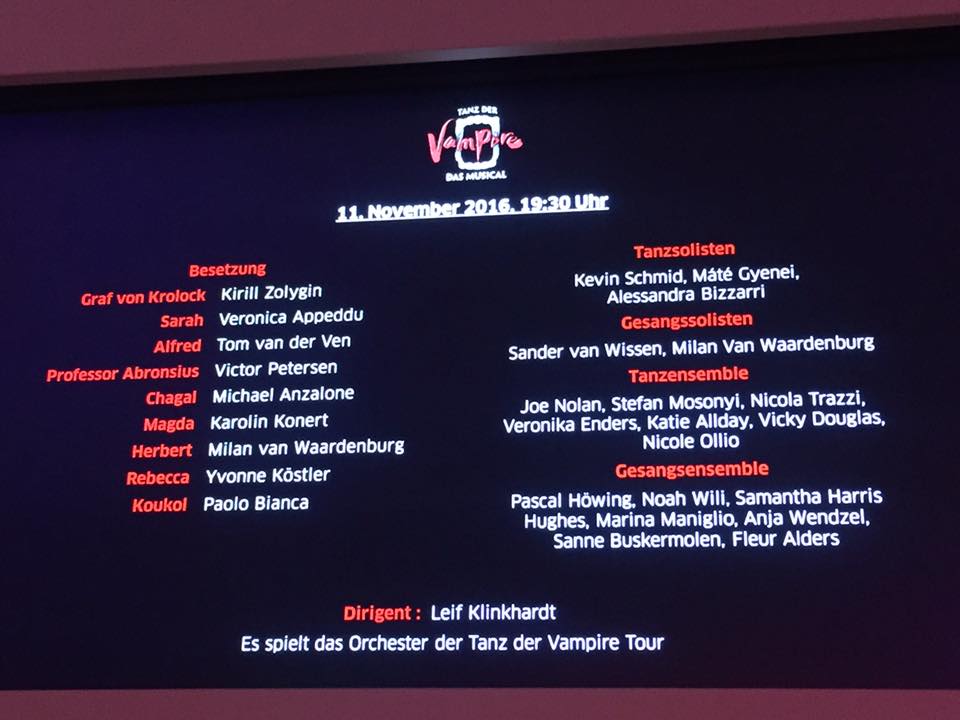 TANZ DER
Vampire
DAS MUSICAL
11. November 2016, 19:30 Uhr
Besetzung
Graf von Krolock Kirill Zolygin
Sarah Veronica Appeddu
Alfred Tom van der Ven
Professor Abronsius Victor Petersen
Chagal Michael Anzalone
Magda Karolin Konert
Herbert Milan van Waardenburg
Rebecca Yvonne Köstler
Koukol Paolo Bianca
Tanzsolisten
Kevin Schmid, Máté Gyenei,
Alessandra Bizzarri
Gesangssolisten
Sander van Wissen, Milan Van Waardenburg
Tanzensemble
Joe Nolan, Stefan Mosonyi, Nicola Trazzi,
Veronika Enders, Katie Allday, Vicky Douglas,
Nicole Ollio
Gesangsensemble
Pascal Höwing, Noah Wili, Samantha Harris
Hughes, Marina Maniglio, Anja Wendzel,
Sanne Buskermolen, Fleur Alders
Dirigent : Leif Klinkhardt
Es spielt das Orchester der Tanz der Vampire Tour